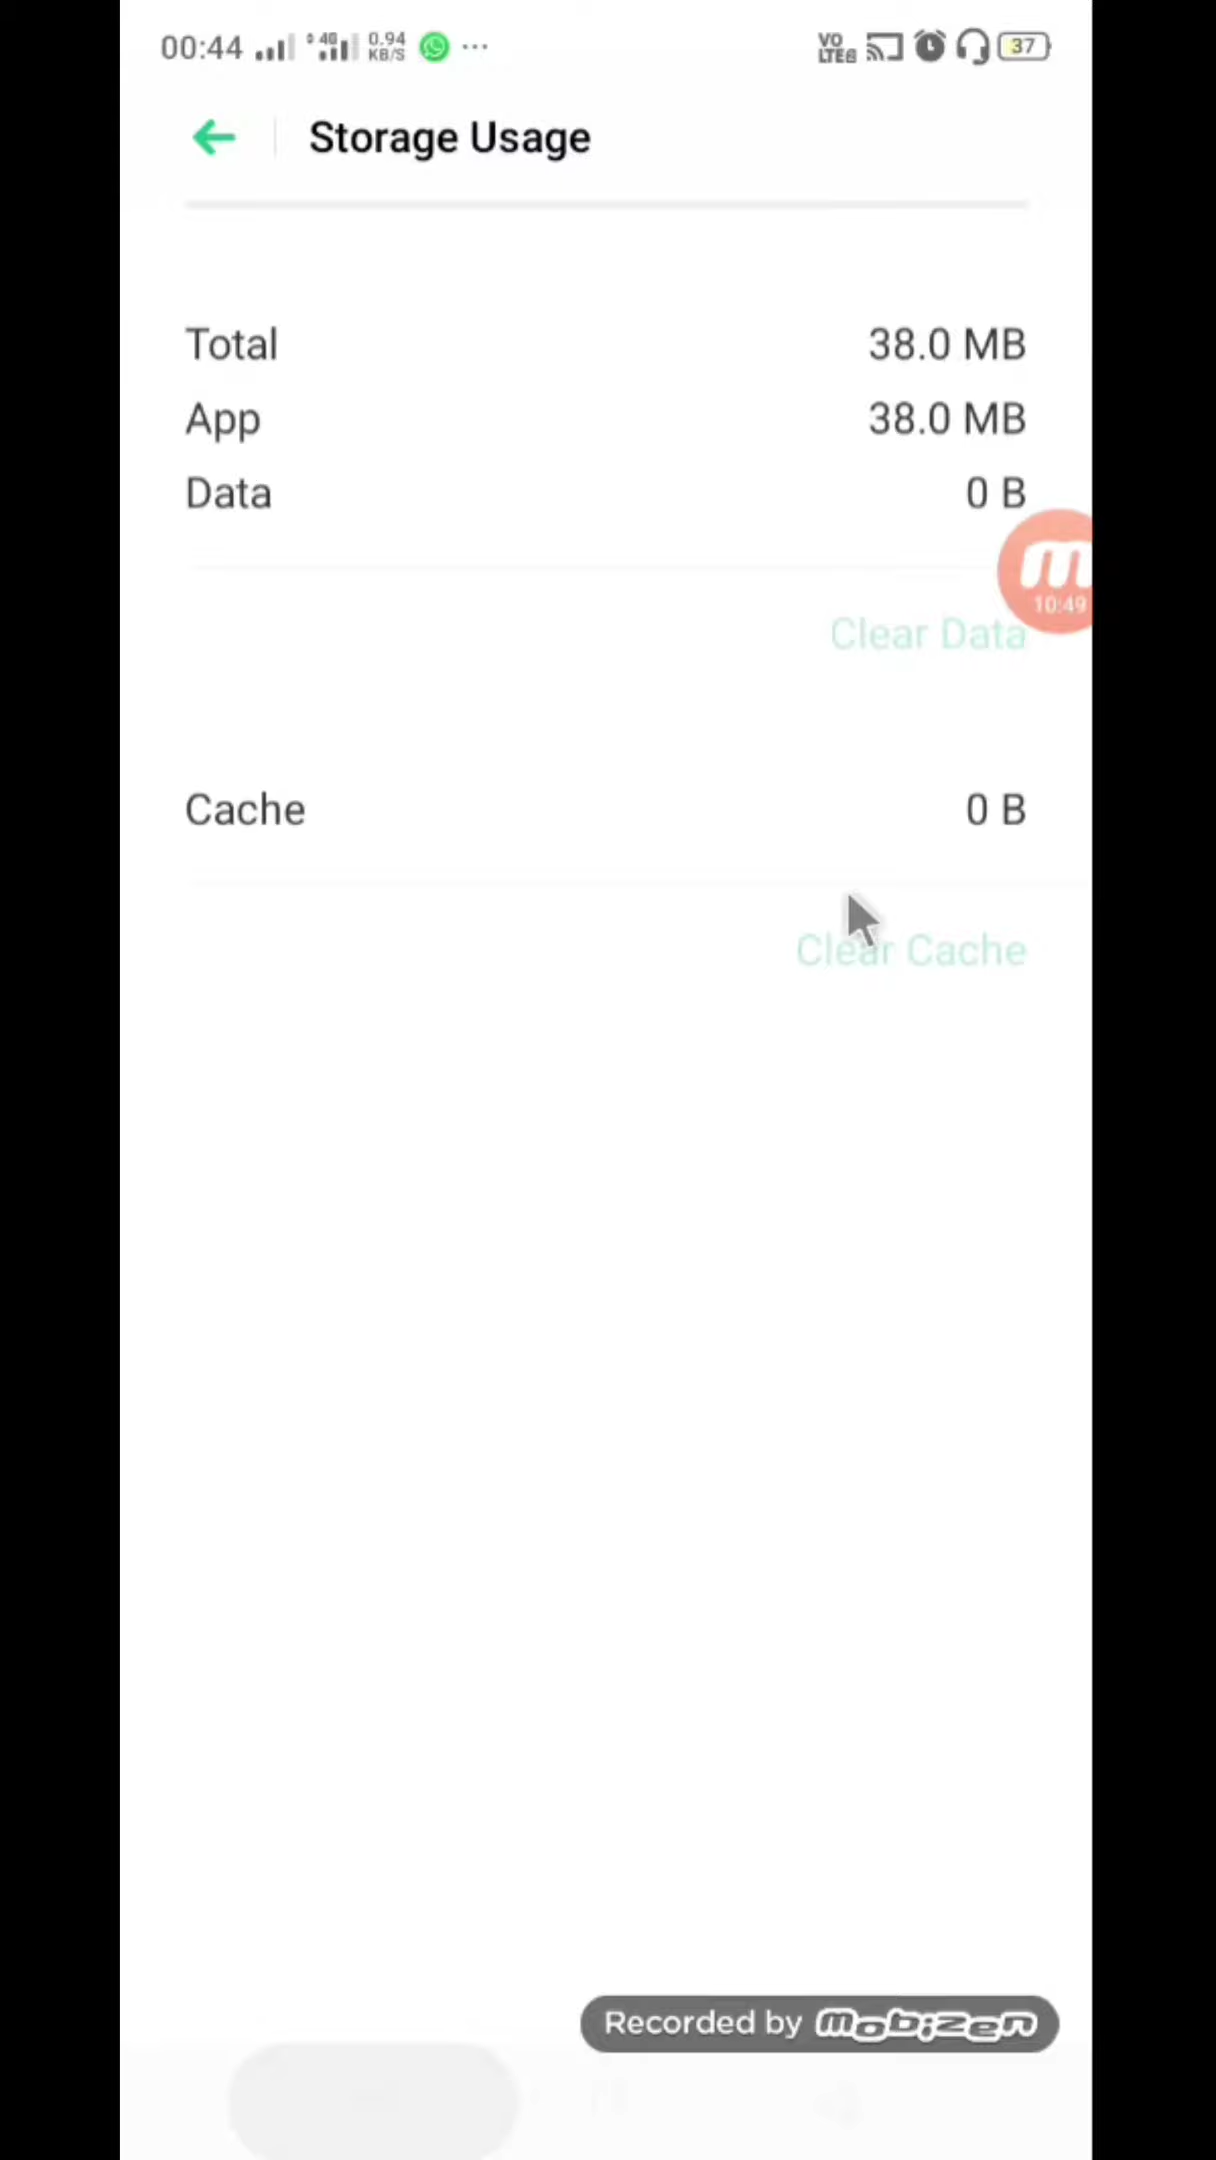 00:44 4G 0.94 KB/S ... VO LTE 37
Storage Usage
Total 38.0 MB
App 38.0 MB
Data 0 B
m
10:49
Clear Data
Cache 0 B
Clear Cache
Recorded by mobizen